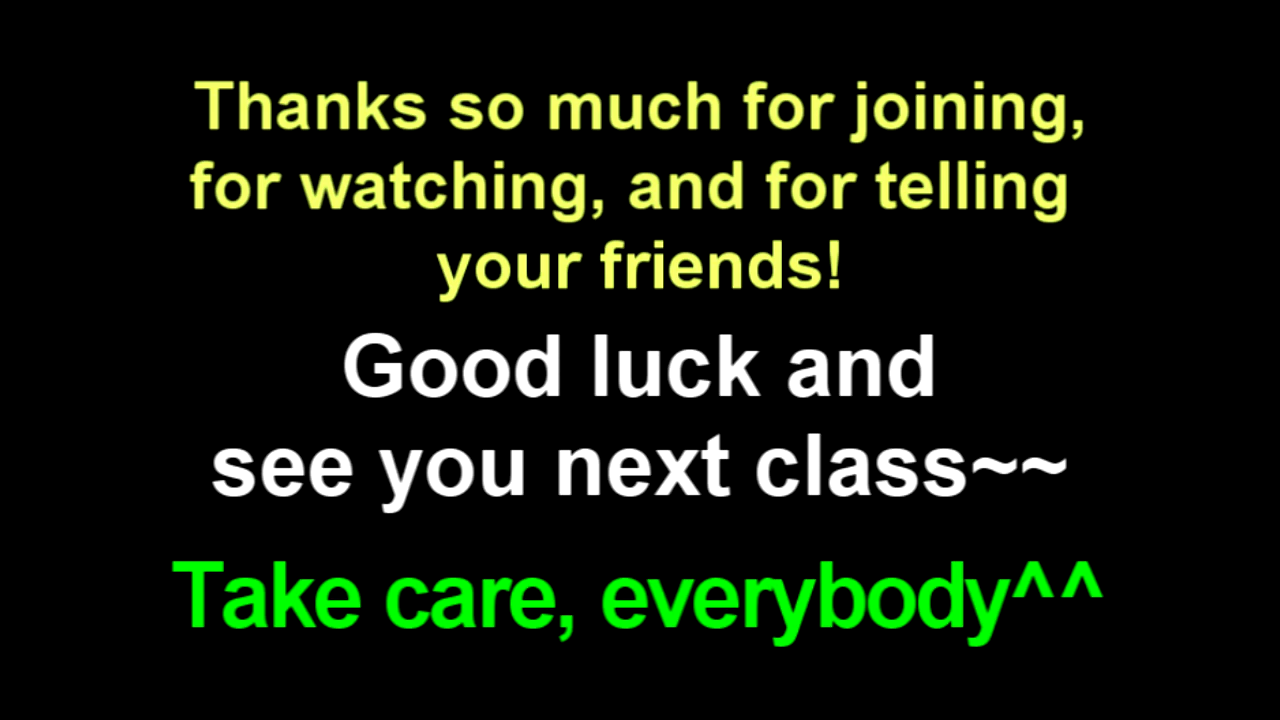 Thanks so much for joining,
for watching, and for telling
your friends!
Good luck and
see you next class~~
Take care, everybody^^